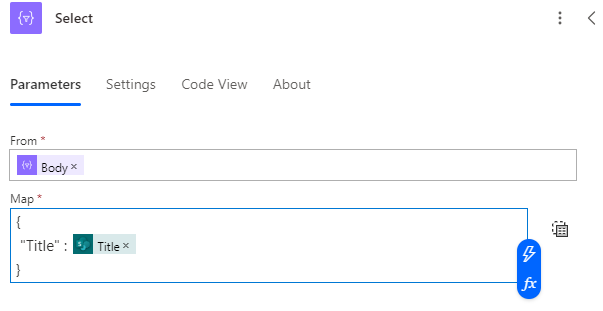 Select
Parameters Settings Code View About
From *
Body ×
Map *
{
"Title" : Title ×
}
fx